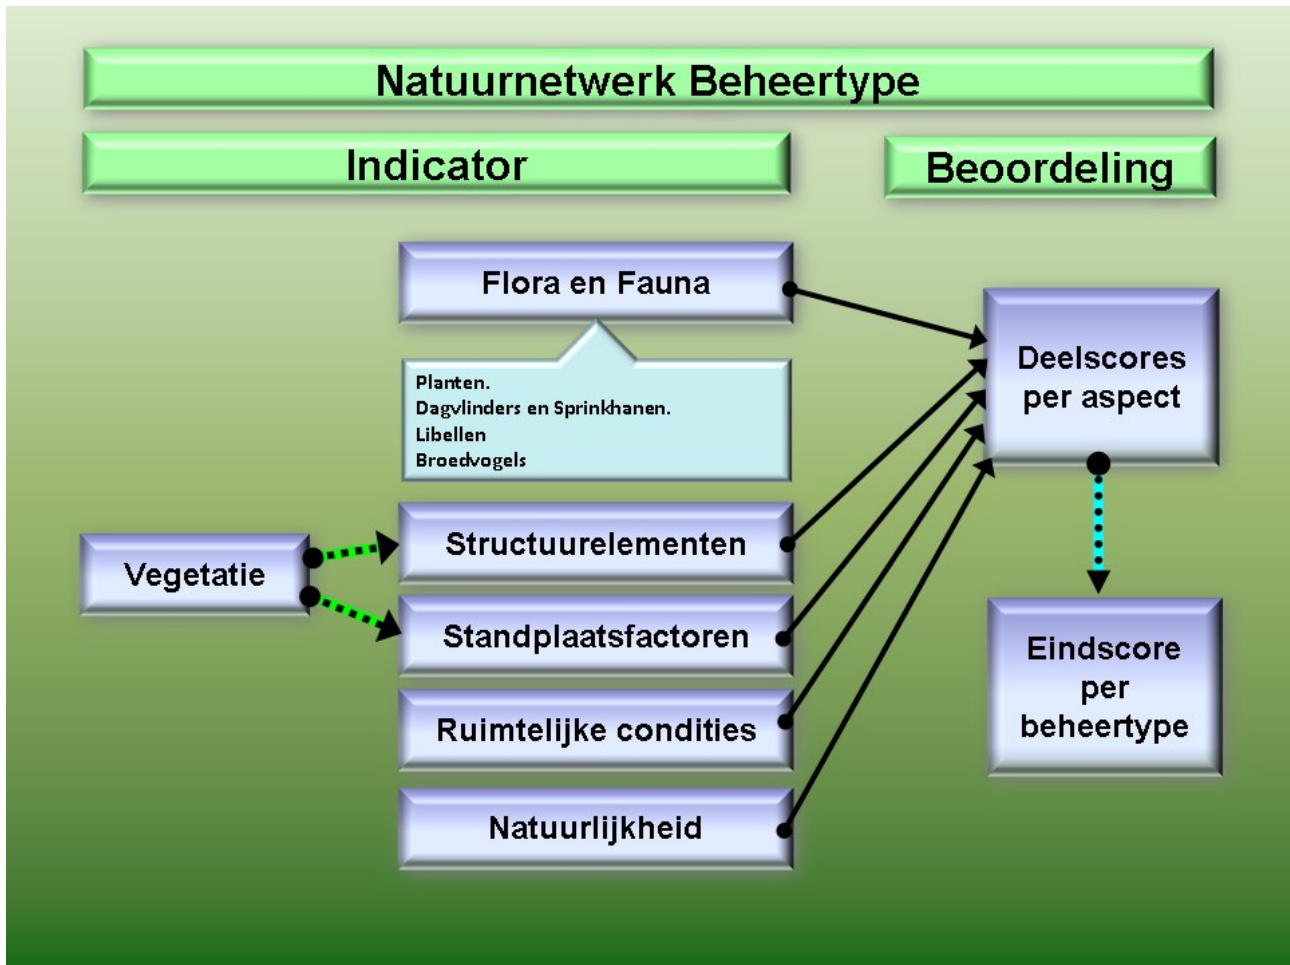 Natuurnetwerk Beheertype
Indicator
Beoordeling
Flora en Fauna
Planten.
Dagvlinders en Sprinkhanen.
Libellen
Broedvogels
Vegetatie
Structuurelementen
Standplaatsfactoren
Ruimtelijke condities
Natuurlijkheid
Deelscores
per aspect
Eindscore
per
beheertype